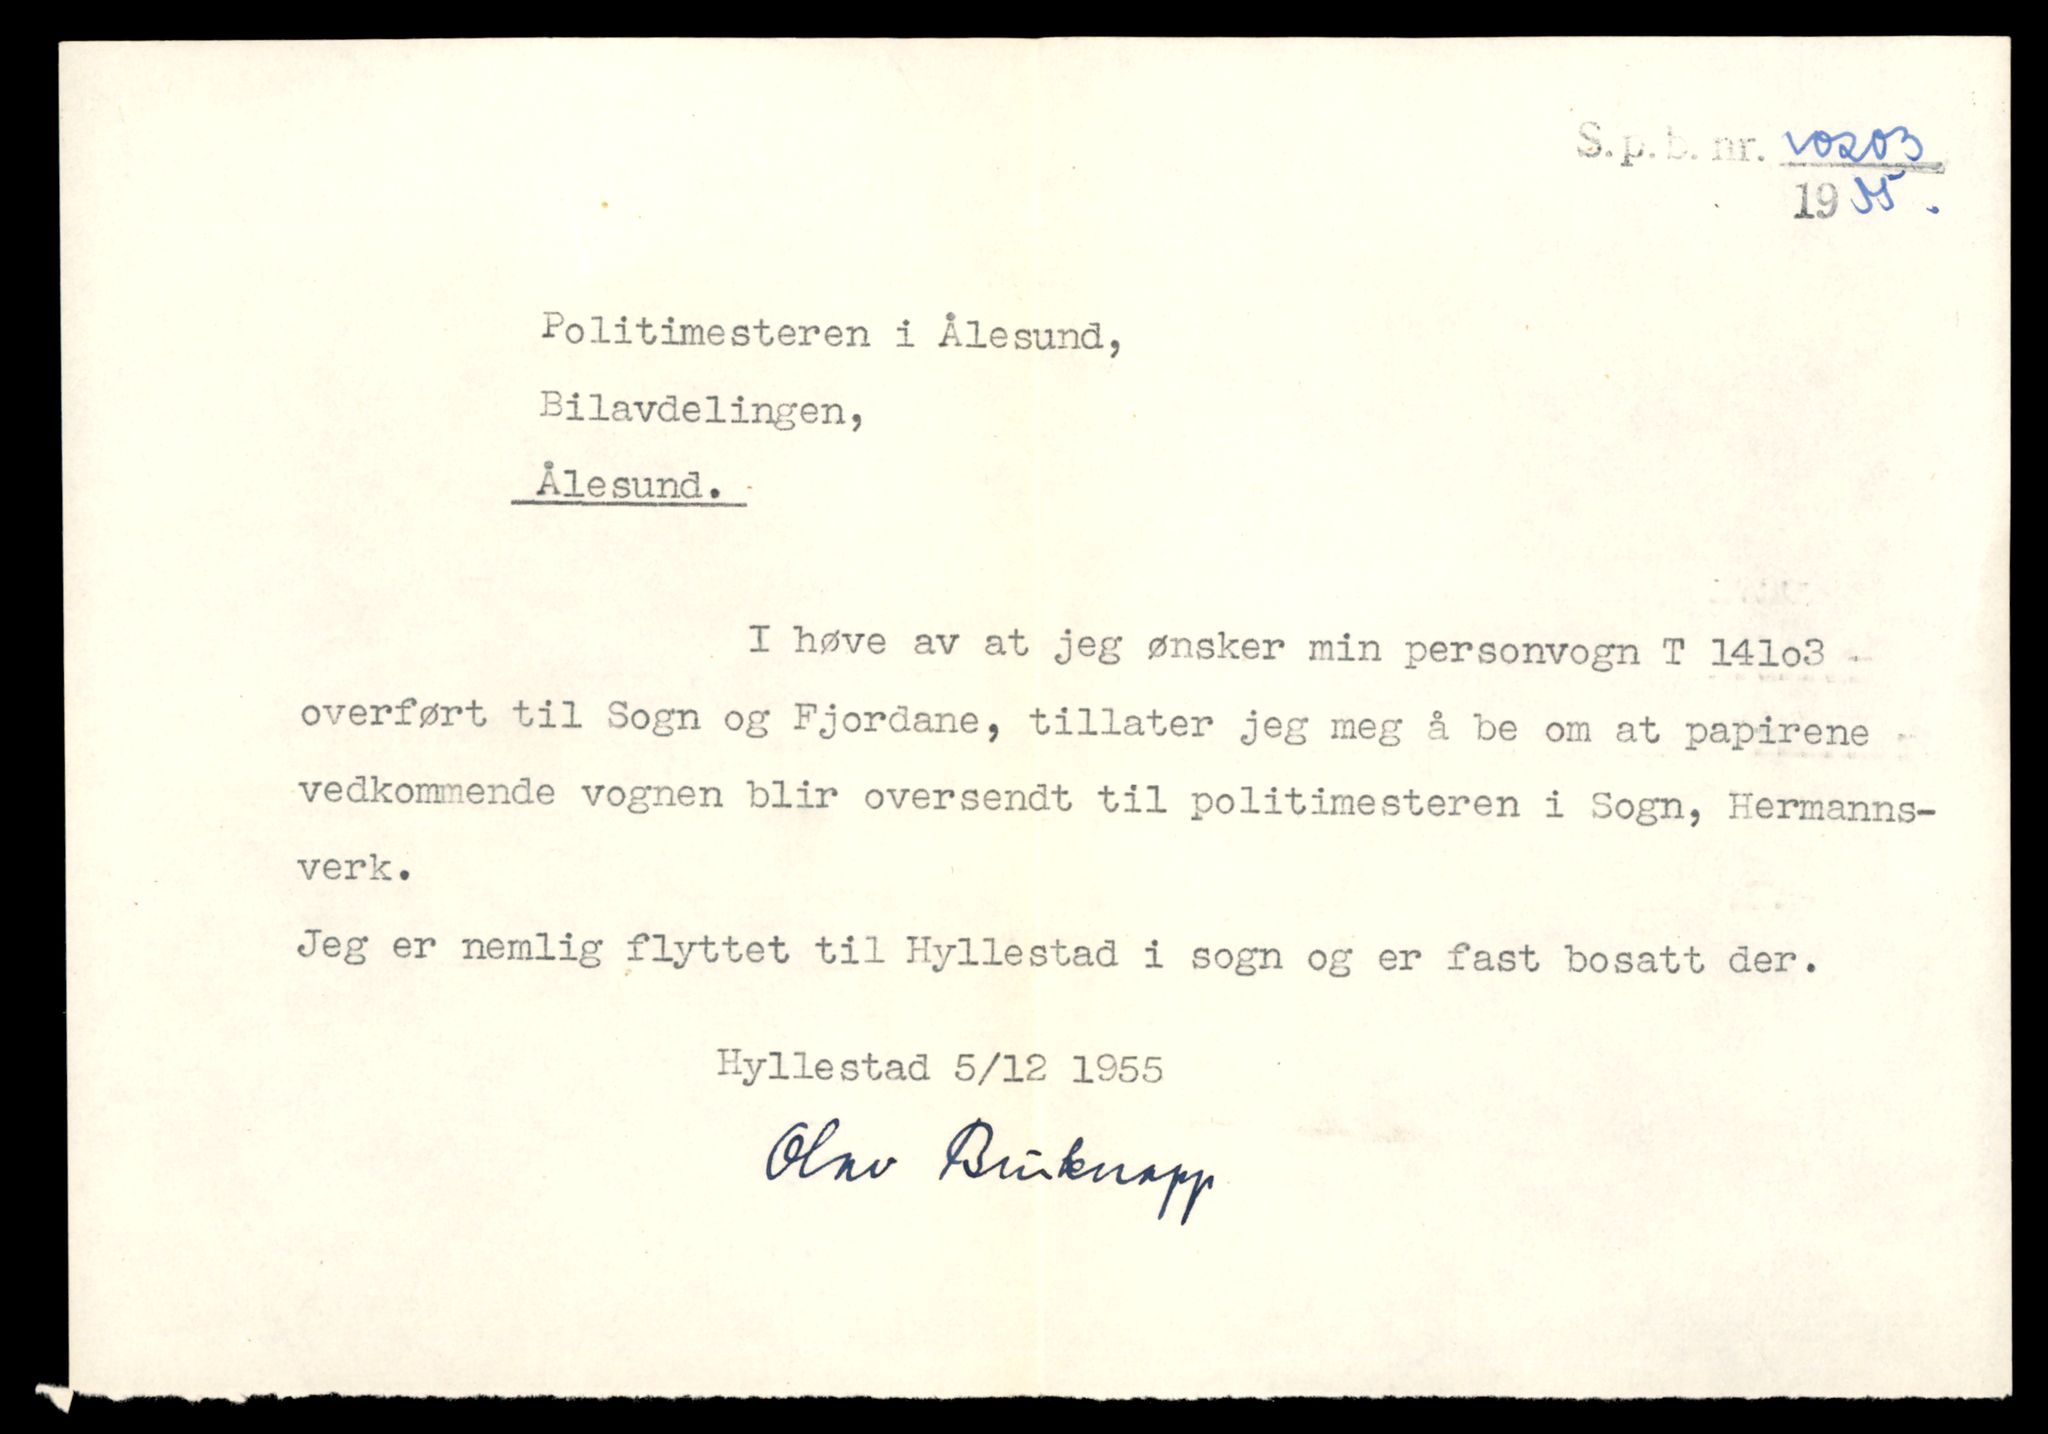 S.p.b. nr. 10203
1955.
Politimesteren i Ålesund,
Bilavdelingen,
Ålesund.
I høve av at jeg ønsker min personvogn T 141o3
overført til Sogn og Fjordane, tillater jeg meg å be om at papirene
vedkommende vognen blir oversendt til politimesteren i Sogn, Hermanns-
verk.
Jeg er nemlig flyttet til Hyllestad i sogn og er fast bosatt der.
Hyllestad 5/12 1955
Olav